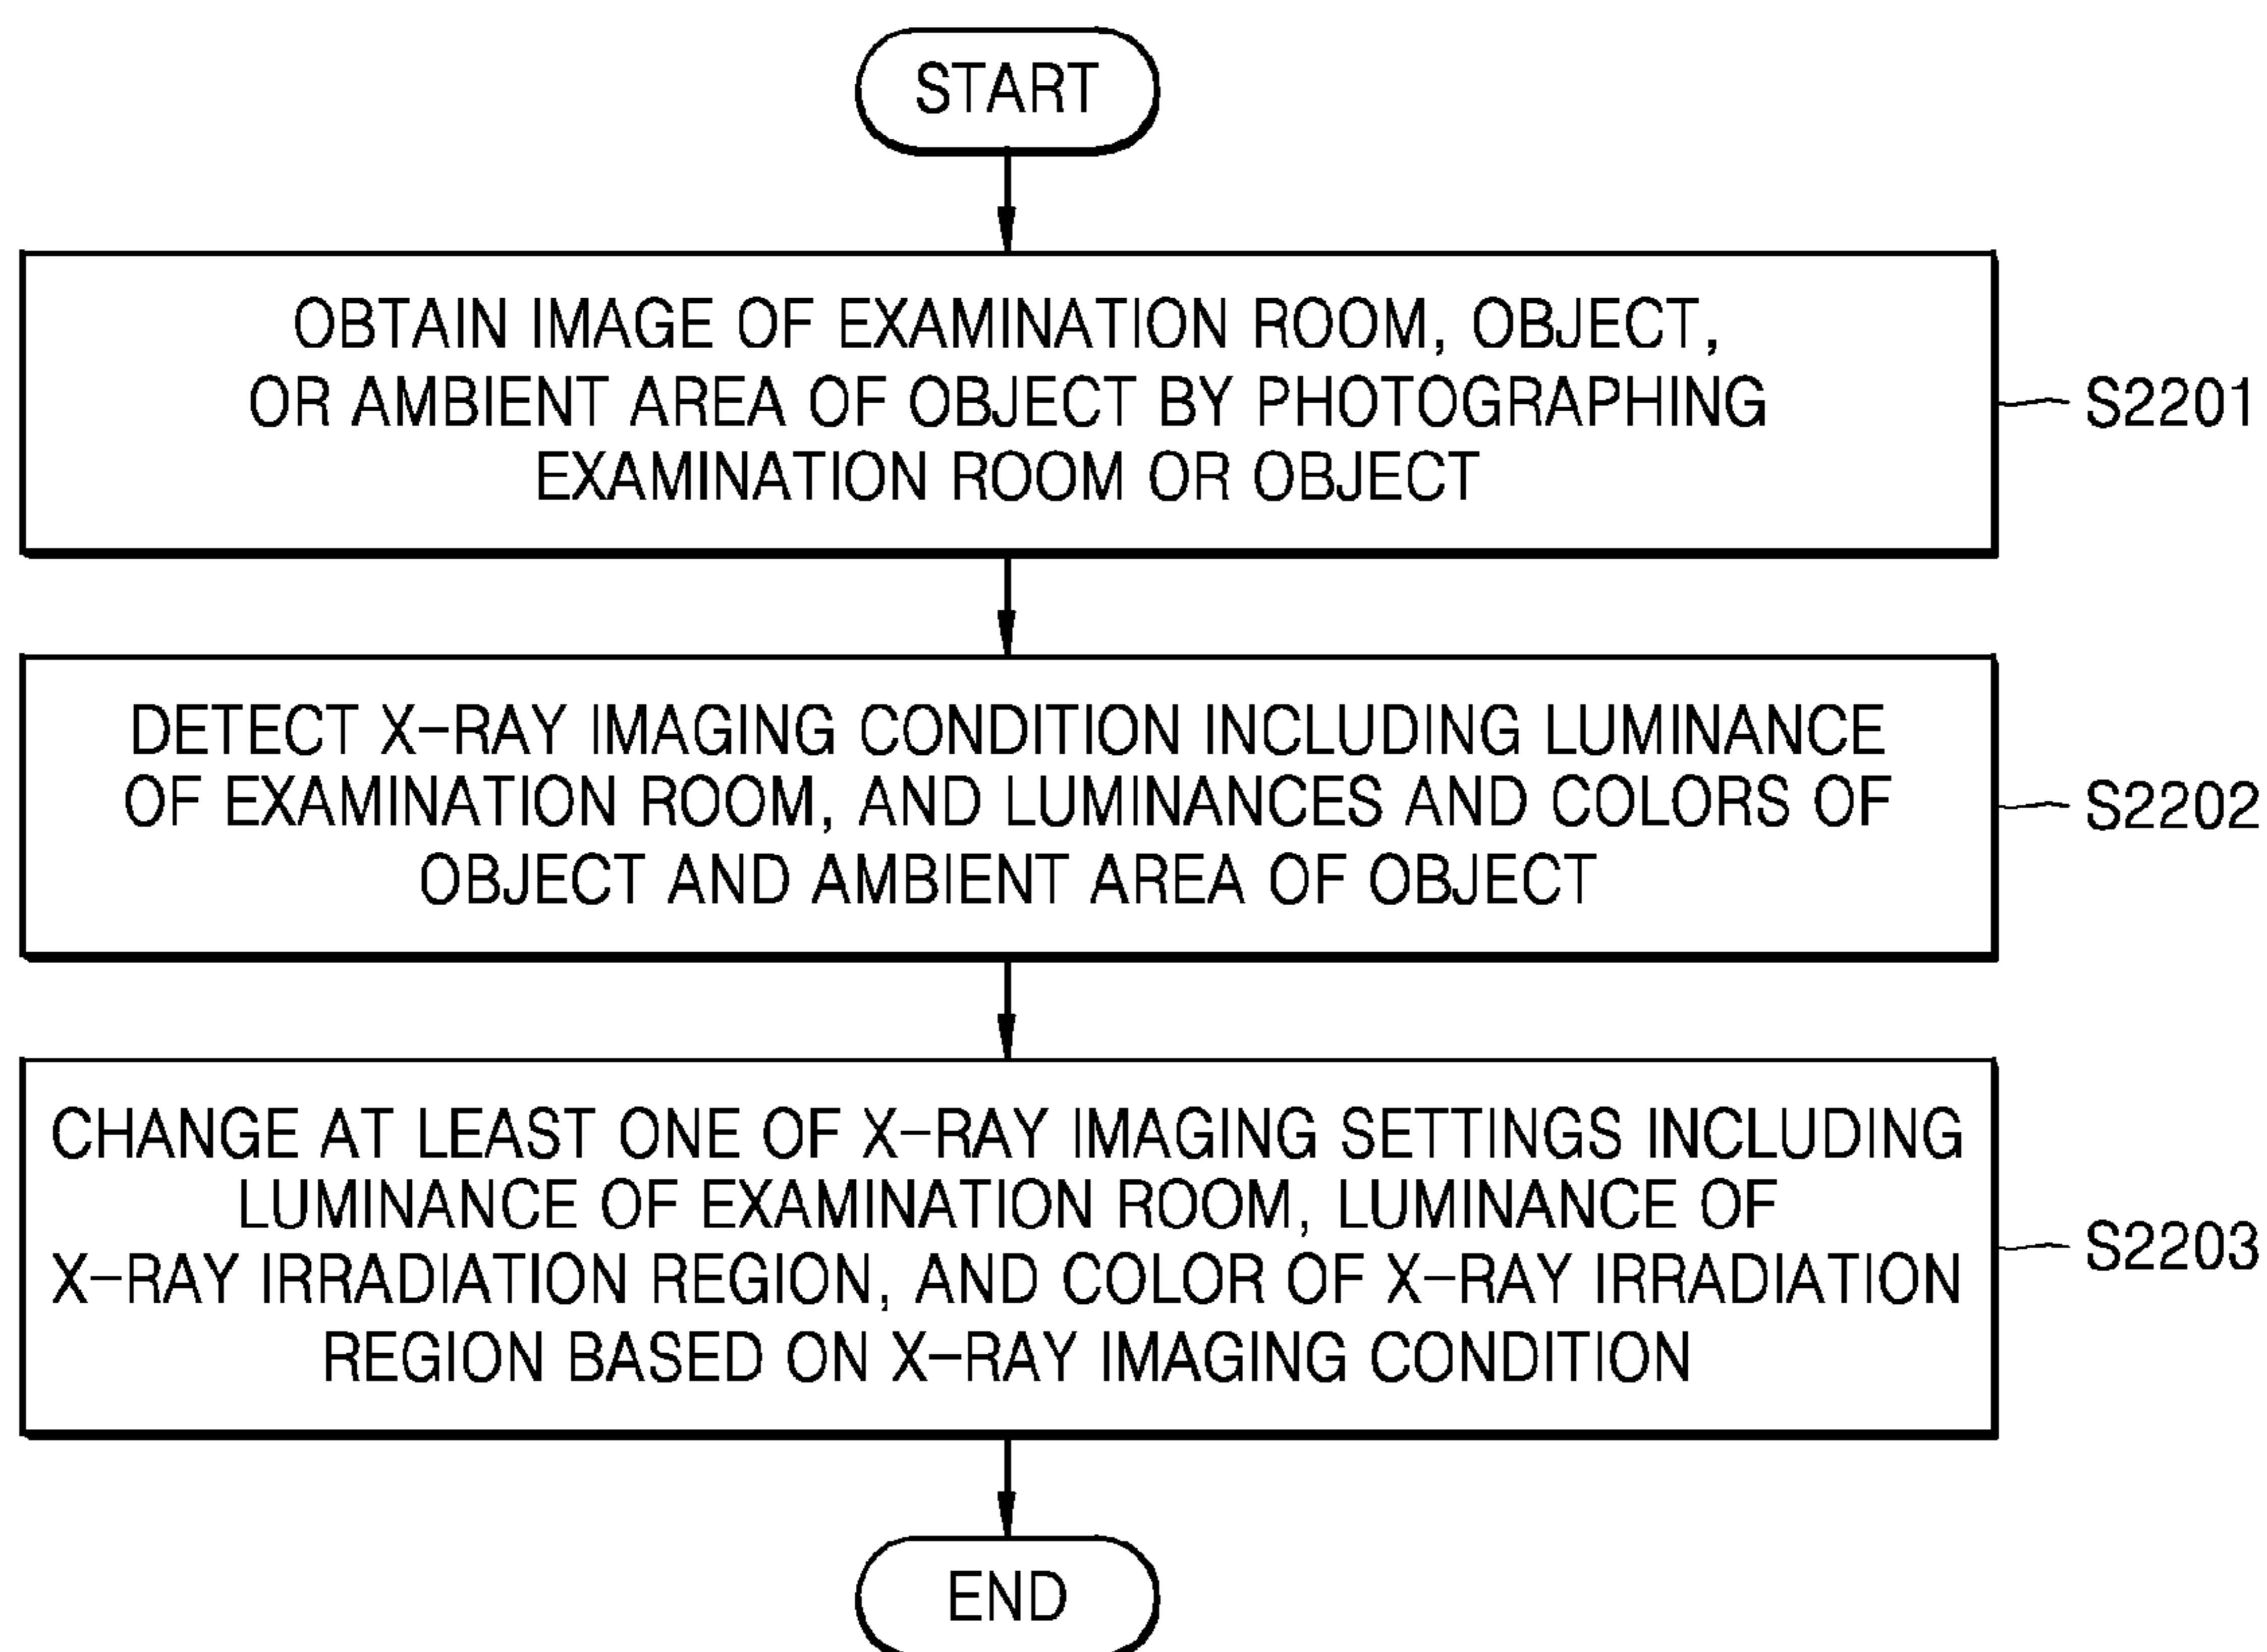 START
OBTAIN IMAGE OF EXAMINATION ROOM, OBJECT,
OR AMBIENT AREA OF OBJECT BY PHOTOGRAPHING
EXAMINATION ROOM OR OBJECT
S2201
DETECT X-RAY IMAGING CONDITION INCLUDING LUMINANCE
OF EXAMINATION ROOM, AND LUMINANCES AND COLORS OF
OBJECT AND AMBIENT AREA OF OBJECT
S2202
CHANGE AT LEAST ONE OF X-RAY IMAGING SETTINGS INCLUDING
LUMINANCE OF EXAMINATION ROOM, LUMINANCE OF
X-RAY IRRADIATION REGION, AND COLOR OF X-RAY IRRADIATION
REGION BASED ON X-RAY IMAGING CONDITION
S2203
END